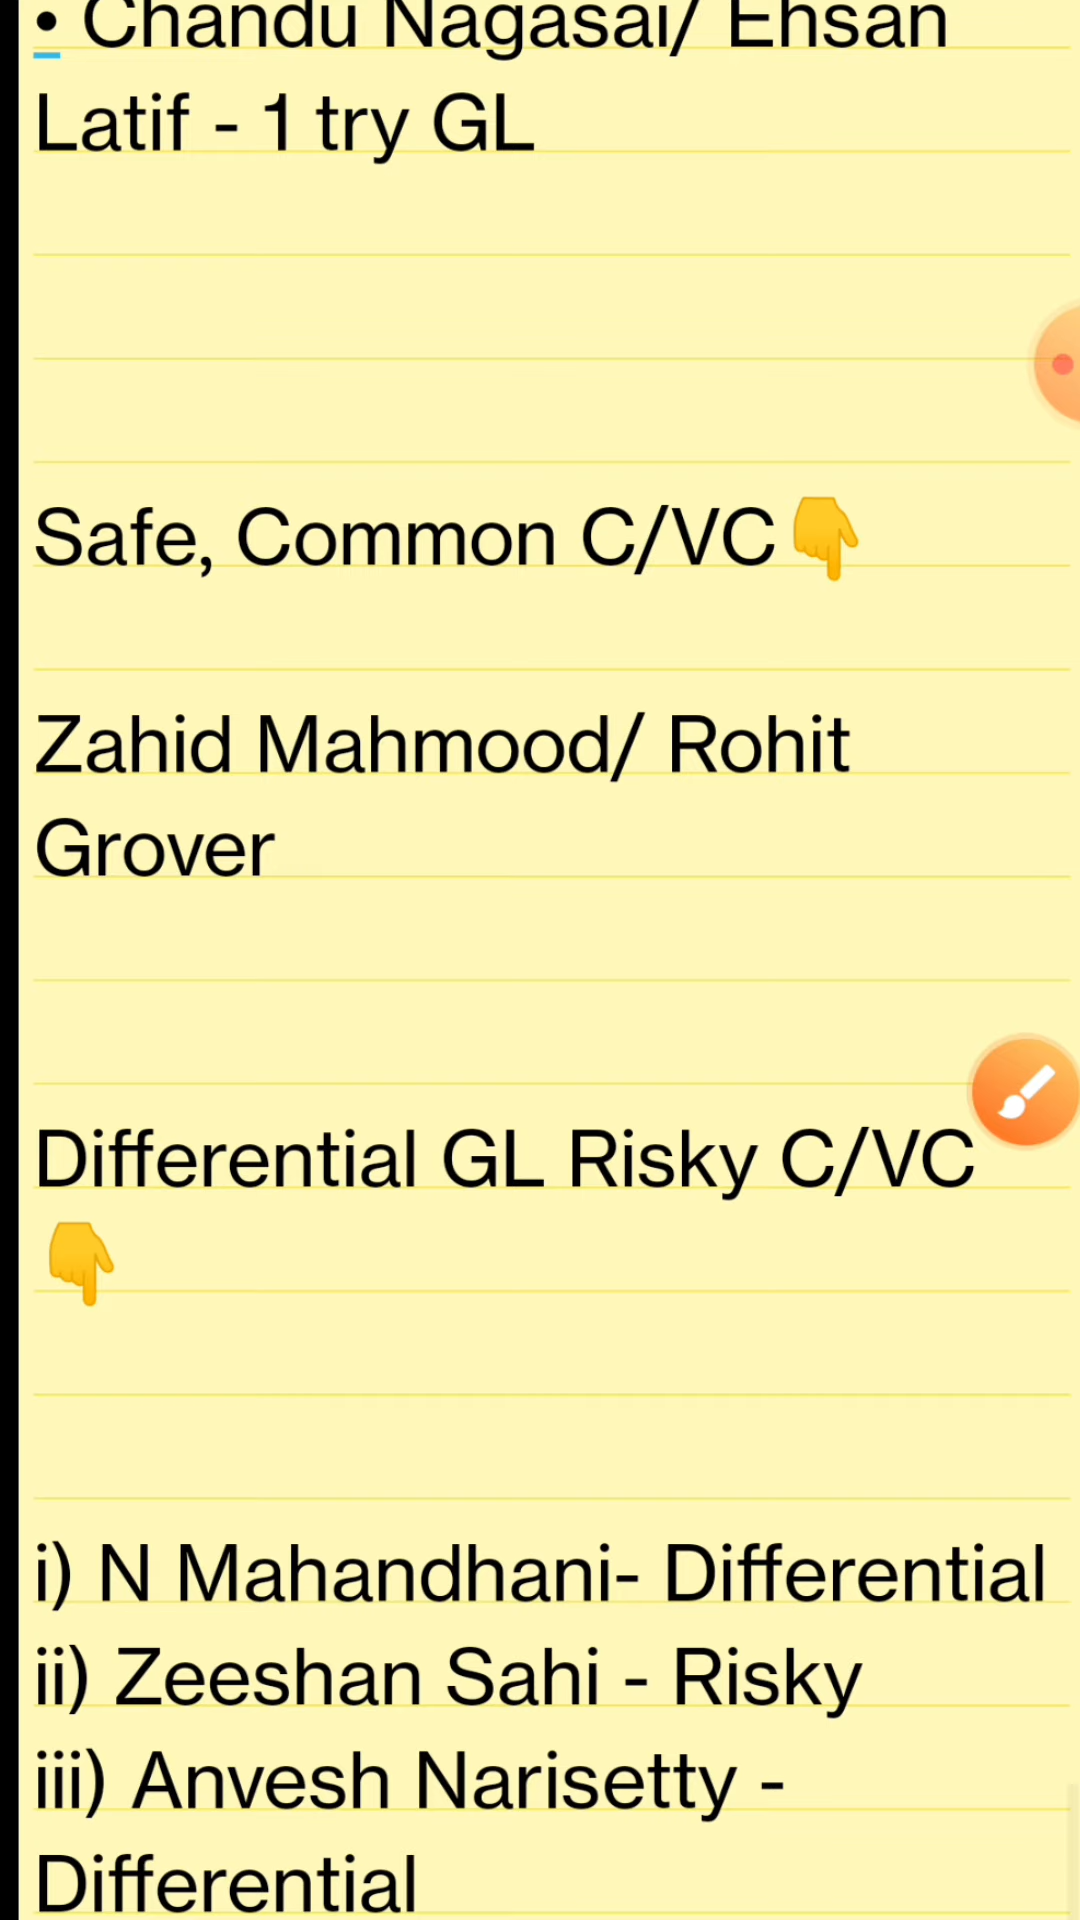 • Chandu Nagasai/ Ehsan
Latif - 1 try GL
Safe, Common C/VC👇
Zahid Mahmood/ Rohit
Grover
Differential GL Risky C/VC
👇
i) N Mahandhani- Differential
ii) Zeeshan Sahi - Risky
iii) Anvesh Narisetty -
Differential